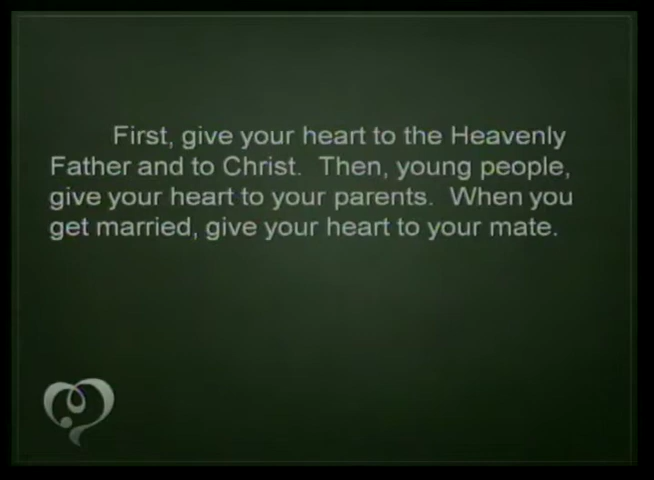 First, give your heart to the Heavenly
Father and to Christ. Then, young people,
give your heart to your parents. When you
get married, give your heart to your mate.